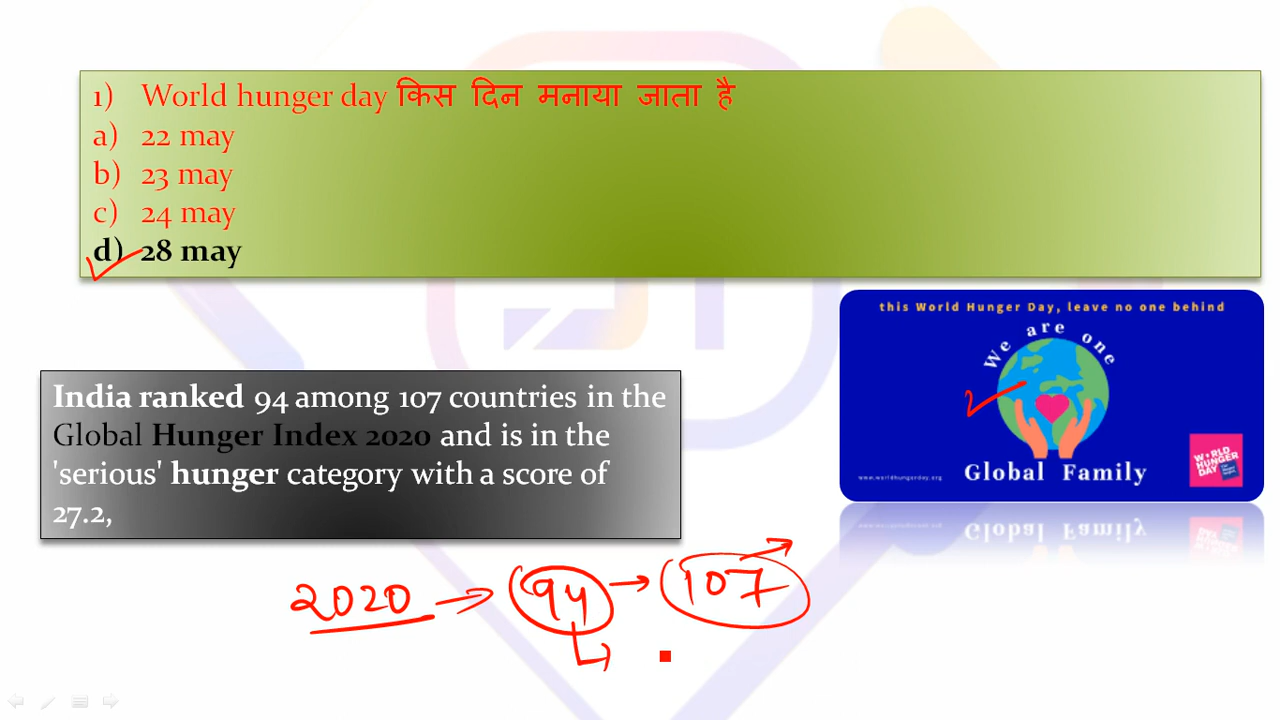 1) World hunger day किस दिन मनाया जाता है
a) 22 may
b) 23 may
c) 24 may
d) 28 may
this World Hunger Day, leave no one behind
We are one
Global Family
www.worldhungerday.org
WORLD
HUNGER
DAY
India ranked 94 among 107 countries in the
Global Hunger Index 2020 and is in the
'serious' hunger category with a score of
27.2,
2020 → 94 → 107